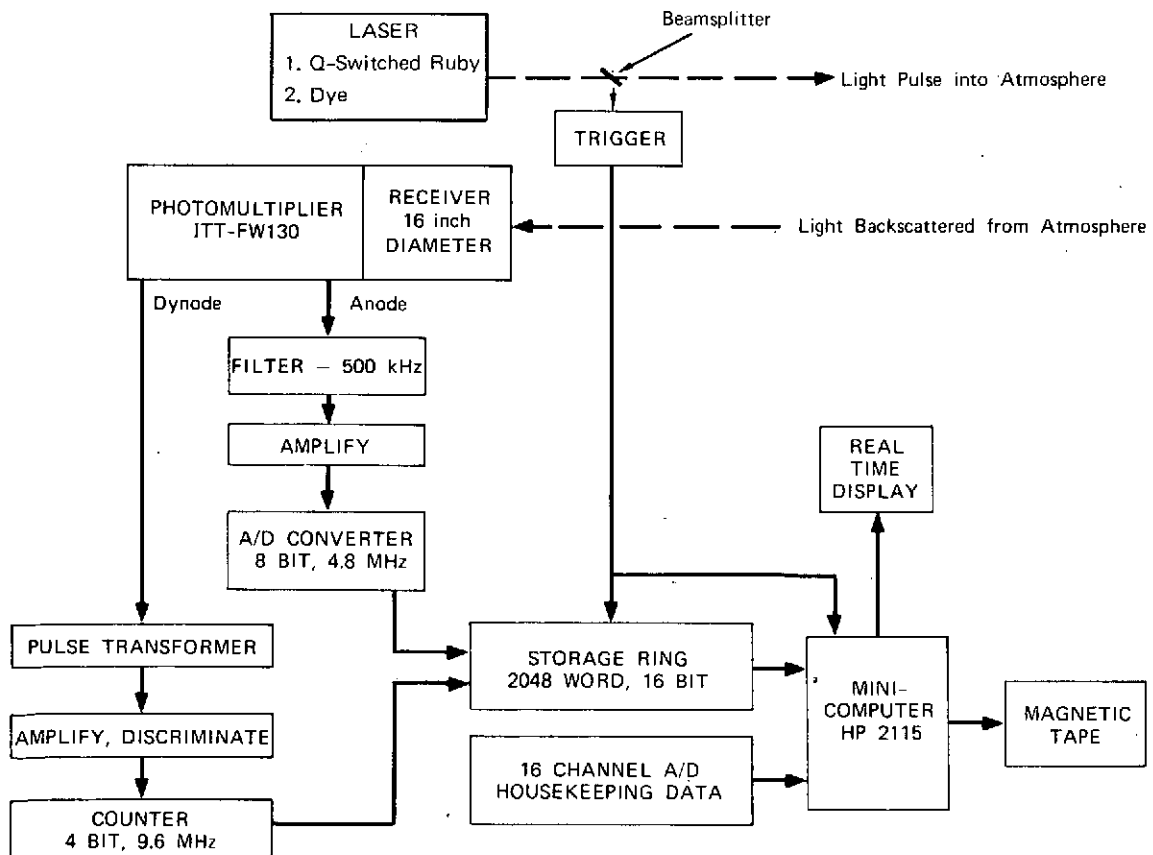 Beamsplitter
LASER
1. Q-Switched Ruby
2. Dye
Light Pulse into Atmosphere
TRIGGER
PHOTOMULTIPLIER
ITT-FW130
RECEIVER
16 inch
DIAMETER
Light Backscattered from Atmosphere
Dynode
Anode
FILTER – 500 kHz
AMPLIFY
A/D CONVERTER
8 BIT, 4.8 MHz
REAL
TIME
DISPLAY
PULSE TRANSFORMER
AMPLIFY, DISCRIMINATE
COUNTER
4 BIT, 9.6 MHz
STORAGE RING
2048 WORD, 16 BIT
16 CHANNEL A/D
HOUSEKEEPING DATA
MINI-
COMPUTER
HP 2115
MAGNETIC
TAPE